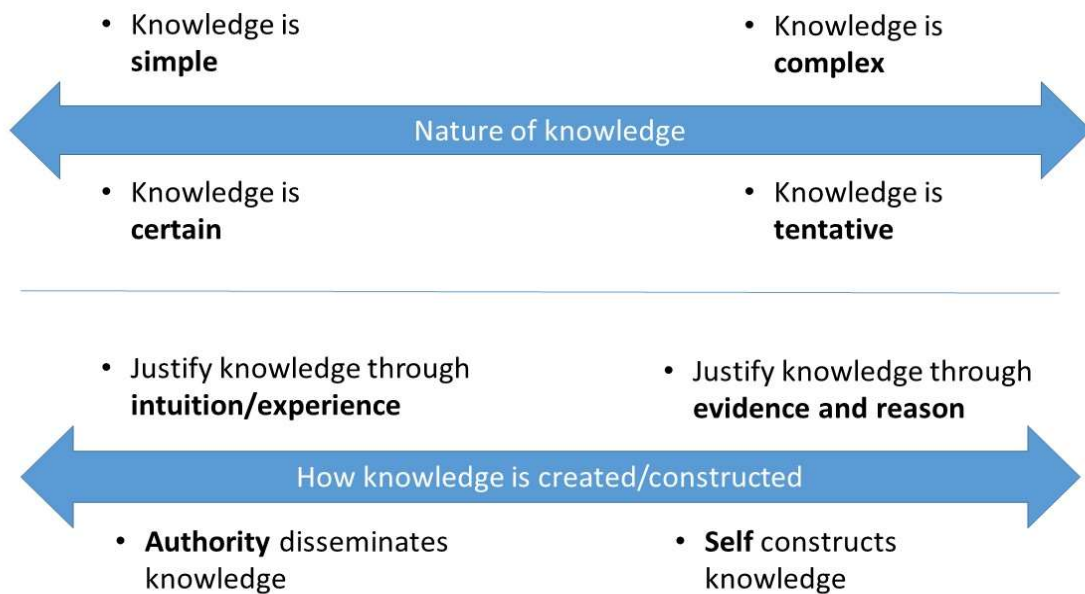 • Knowledge is
simple
• Knowledge is
complex
Nature of knowledge
• Knowledge is
certain
• Knowledge is
tentative
• Justify knowledge through
intuition/experience
• Justify knowledge through
evidence and reason
How knowledge is created/constructed
• Authority disseminates
knowledge
• Self constructs
knowledge